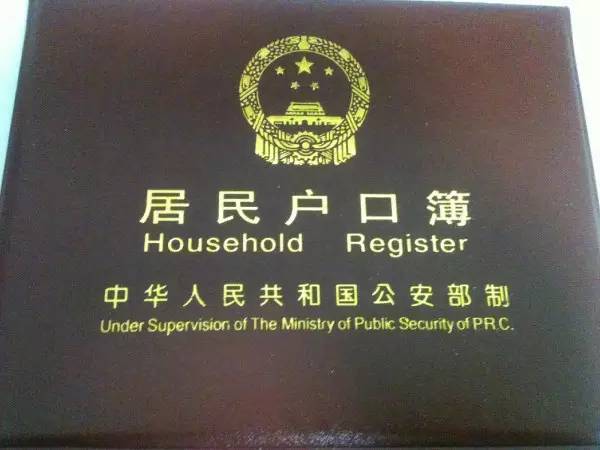 居民户口簿
Household Register
中华人民共和国公安部制
Under Supervision of The Ministry of Public Security of P.R.C.